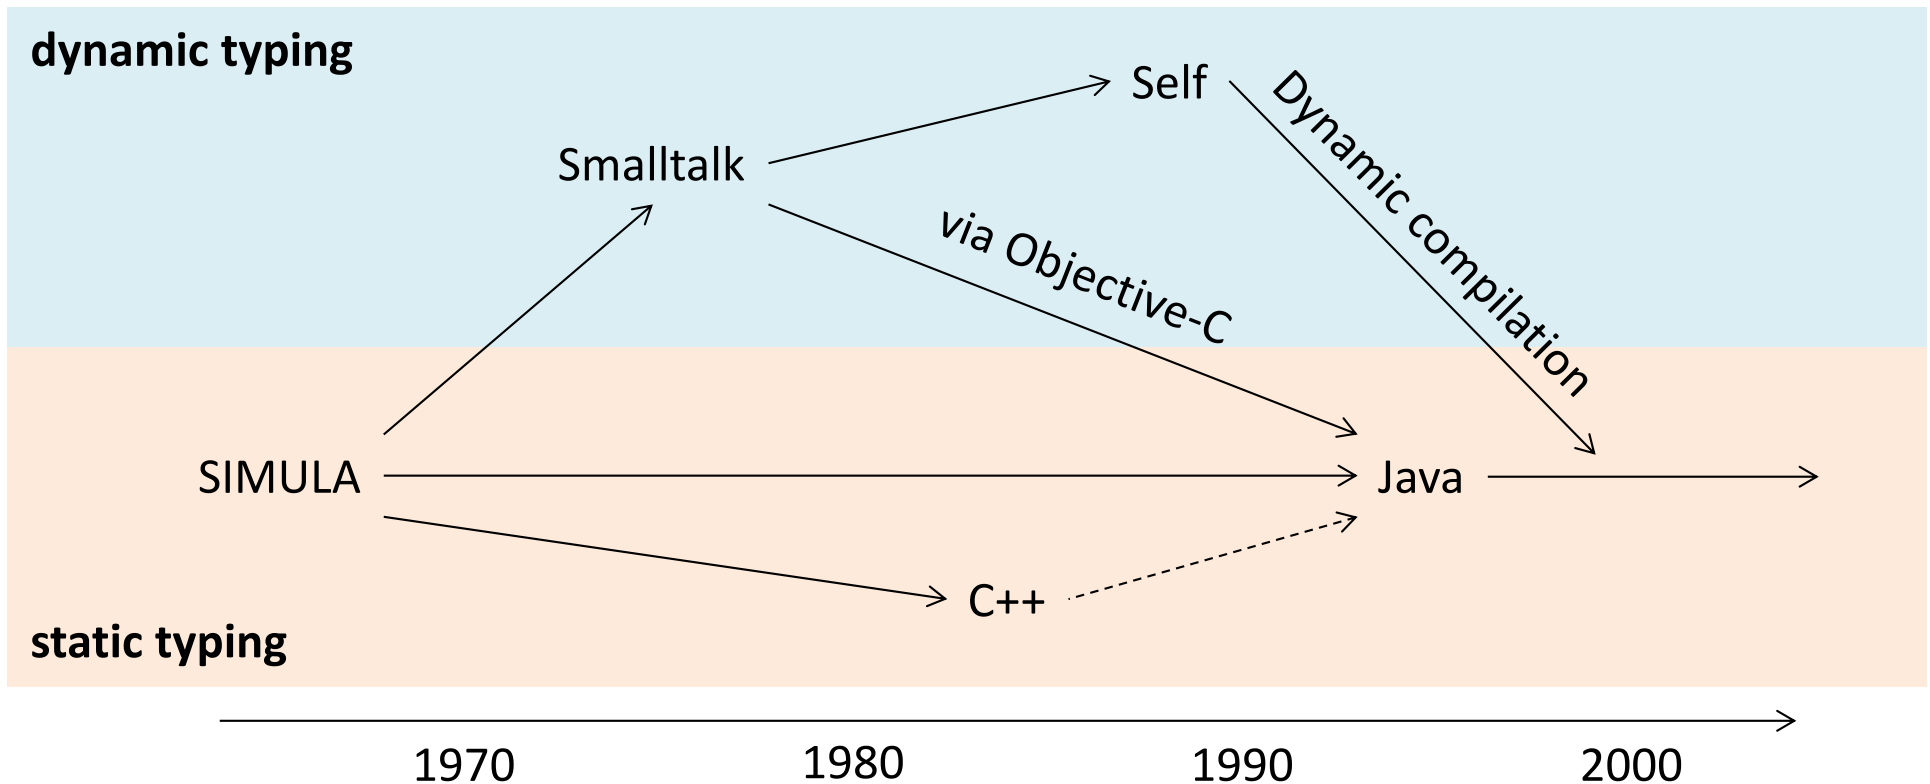 dynamic typing
Self
Dynamic compilation
Smalltalk
via Objective-C
SIMULA
Java
C++
static typing
1970
1980
1990
2000